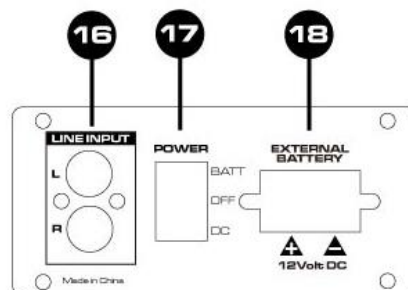 16 17 18
LINE INPUT
L
R
POWER
BATT
OFF
DC
EXTERNAL
BATTERY
+ −
12Volt DC
Made in China